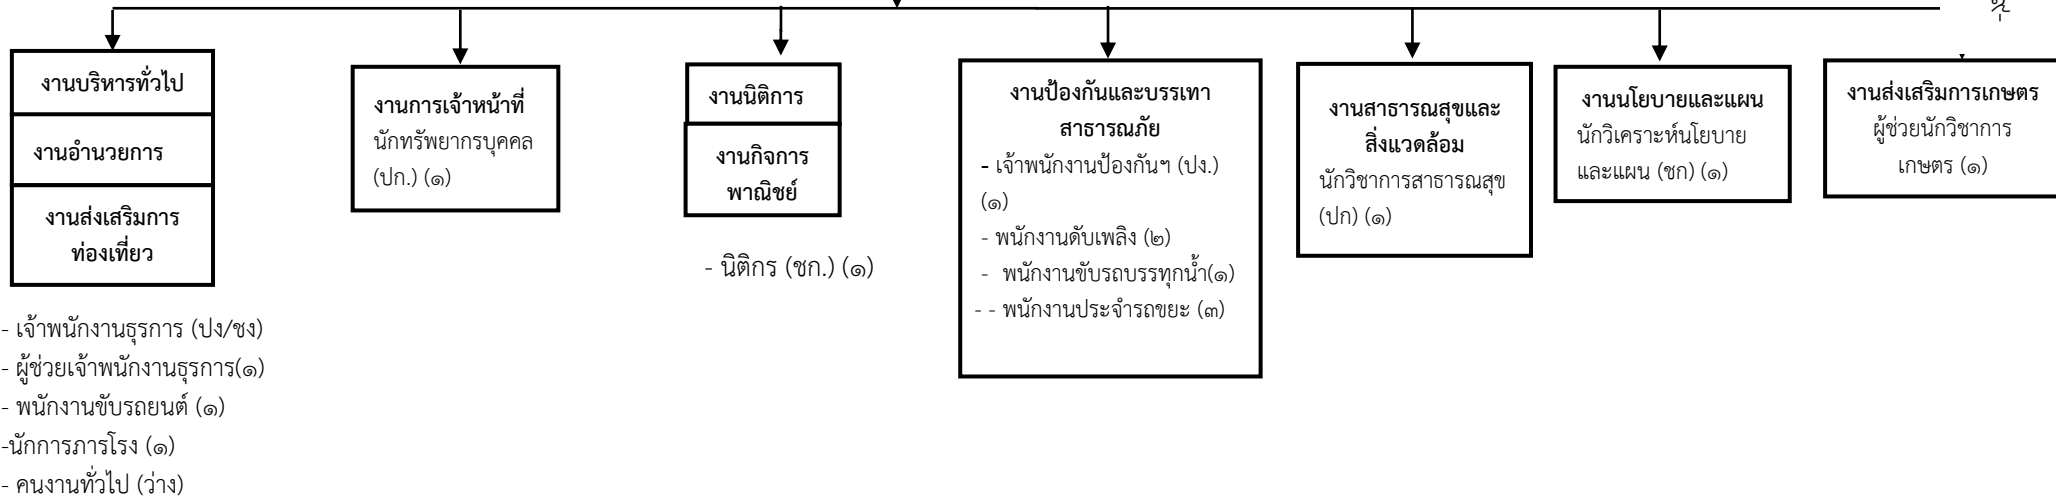 งานบริหารทั่วไป
งานอำนวยการ
งานส่งเสริมการ
ท่องเที่ยว
- เจ้าพนักงานธุรการ (ปง/ชง)
- ผู้ช่วยเจ้าพนักงานธุรการ(๑)
- พนักงานขับรถยนต์ (๑)
-นักการภารโรง (๑)
- คนงานทั่วไป (ว่าง)
งานการเจ้าหน้าที่
นักทรัพยากรบุคคล
(ปก.) (๑)
งานนิติการ
งานกิจการ
พาณิชย์
- นิติกร (ชก.) (๑)
งานป้องกันและบรรเทา
สาธารณภัย
- เจ้าพนักงานป้องกันฯ (ปง.)
(๑)
- พนักงานดับเพลิง (๒)
- พนักงานขับรถบรรทุกน้ำ(๑)
- - พนักงานประจำรถขยะ (๓)
งานสาธารณสุขและ
สิ่งแวดล้อม
นักวิชาการสาธารณสุข
(ปก) (๑)
งานนโยบายและแผน
นักวิเคราะห์นโยบาย
และแผน (ชก) (๑)
งานส่งเสริมการเกษตร
ผู้ช่วยนักวิชาการ
เกษตร (๑)